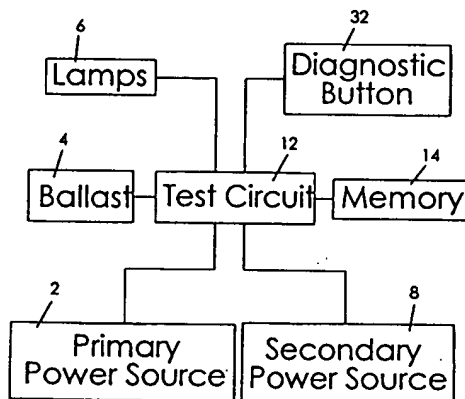 6
32
Lamps
Diagnostic
Button
4
12
14
Ballast
Test Circuit
Memory
2
8
Primary
Power Source
Secondary
Power Source